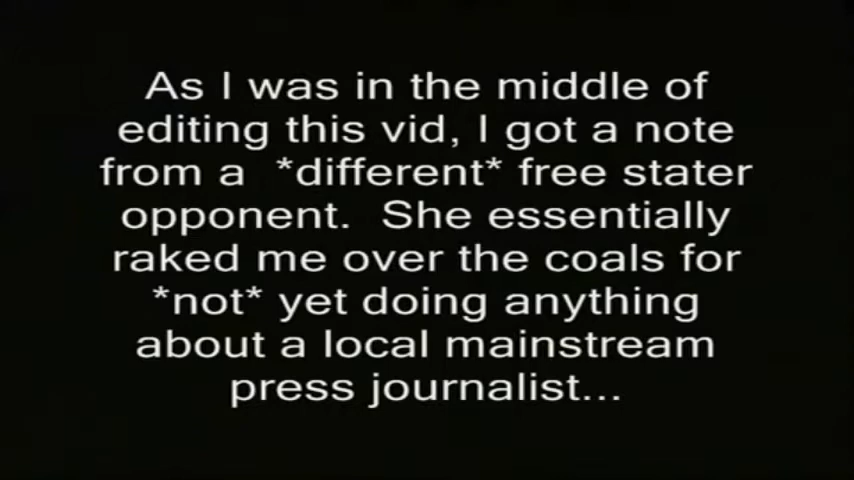 As I was in the middle of
editing this vid, I got a note
from a  *different* free stater
opponent.  She essentially
raked me over the coals for
*not* yet doing anything
about a local mainstream
press journalist...